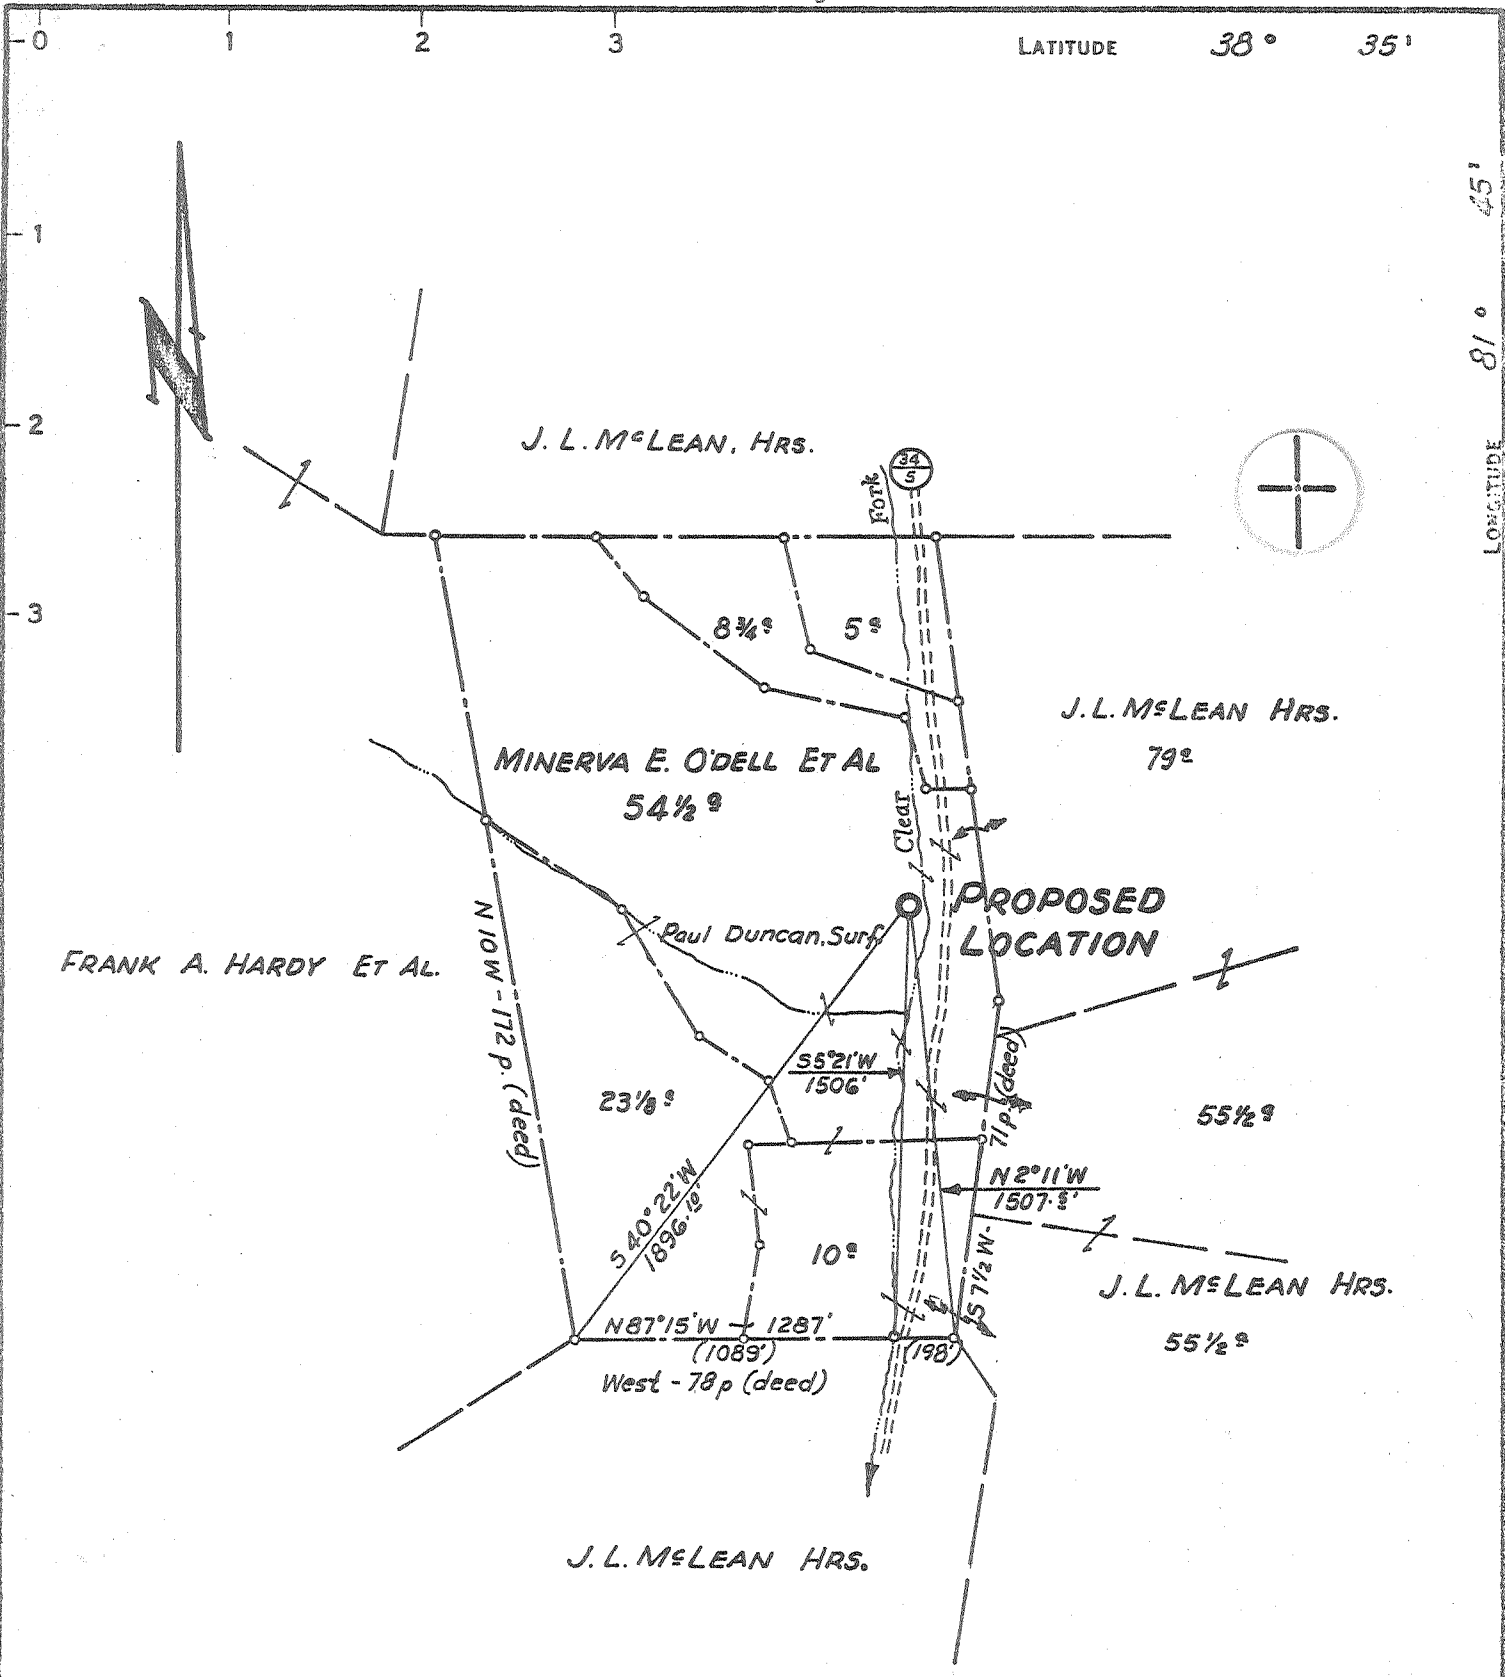 0 1 2 3 LATITUDE 38° 35'
1
2
3
LONGITUDE 81° 45'
J. L. McLEAN, HRS.
34
5
Fork
8¾ a
5 a
J. L. McLEAN HRS.
79 a
MINERVA E. O'DELL ET AL
54½ a
Clear
PROPOSED
LOCATION
Paul Duncan, Surf.
FRANK A. HARDY ET AL.
N 10 W - 172 p. (deed)
S5°21'W
1506'
71 p. (deed)
23⅛ a
55½ a
N 2° 11' W
1507.5'
S 40° 22' W
1896.10'
10 a
S 7½ W-
J. L. McLEAN HRS.
55½ a
N 87° 15' W - 1287'
(1089')
(198')
West - 78 p (deed)
J. L. McLEAN HRS.